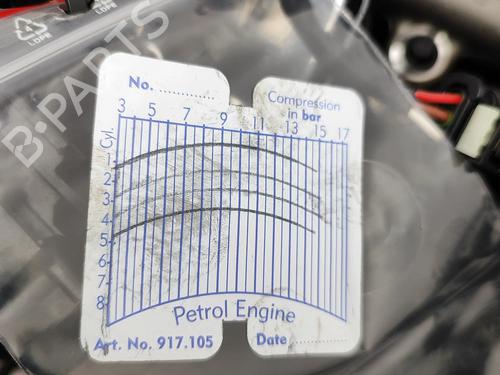 LDPE
LDPE
B-PARTS
No. ..............
Compression
in bar
3 5 7 9 11 13 15 17
Cyl.
1
2
3
4
5
6
7
8
Petrol Engine
Art. No. 917.105
Date ..............